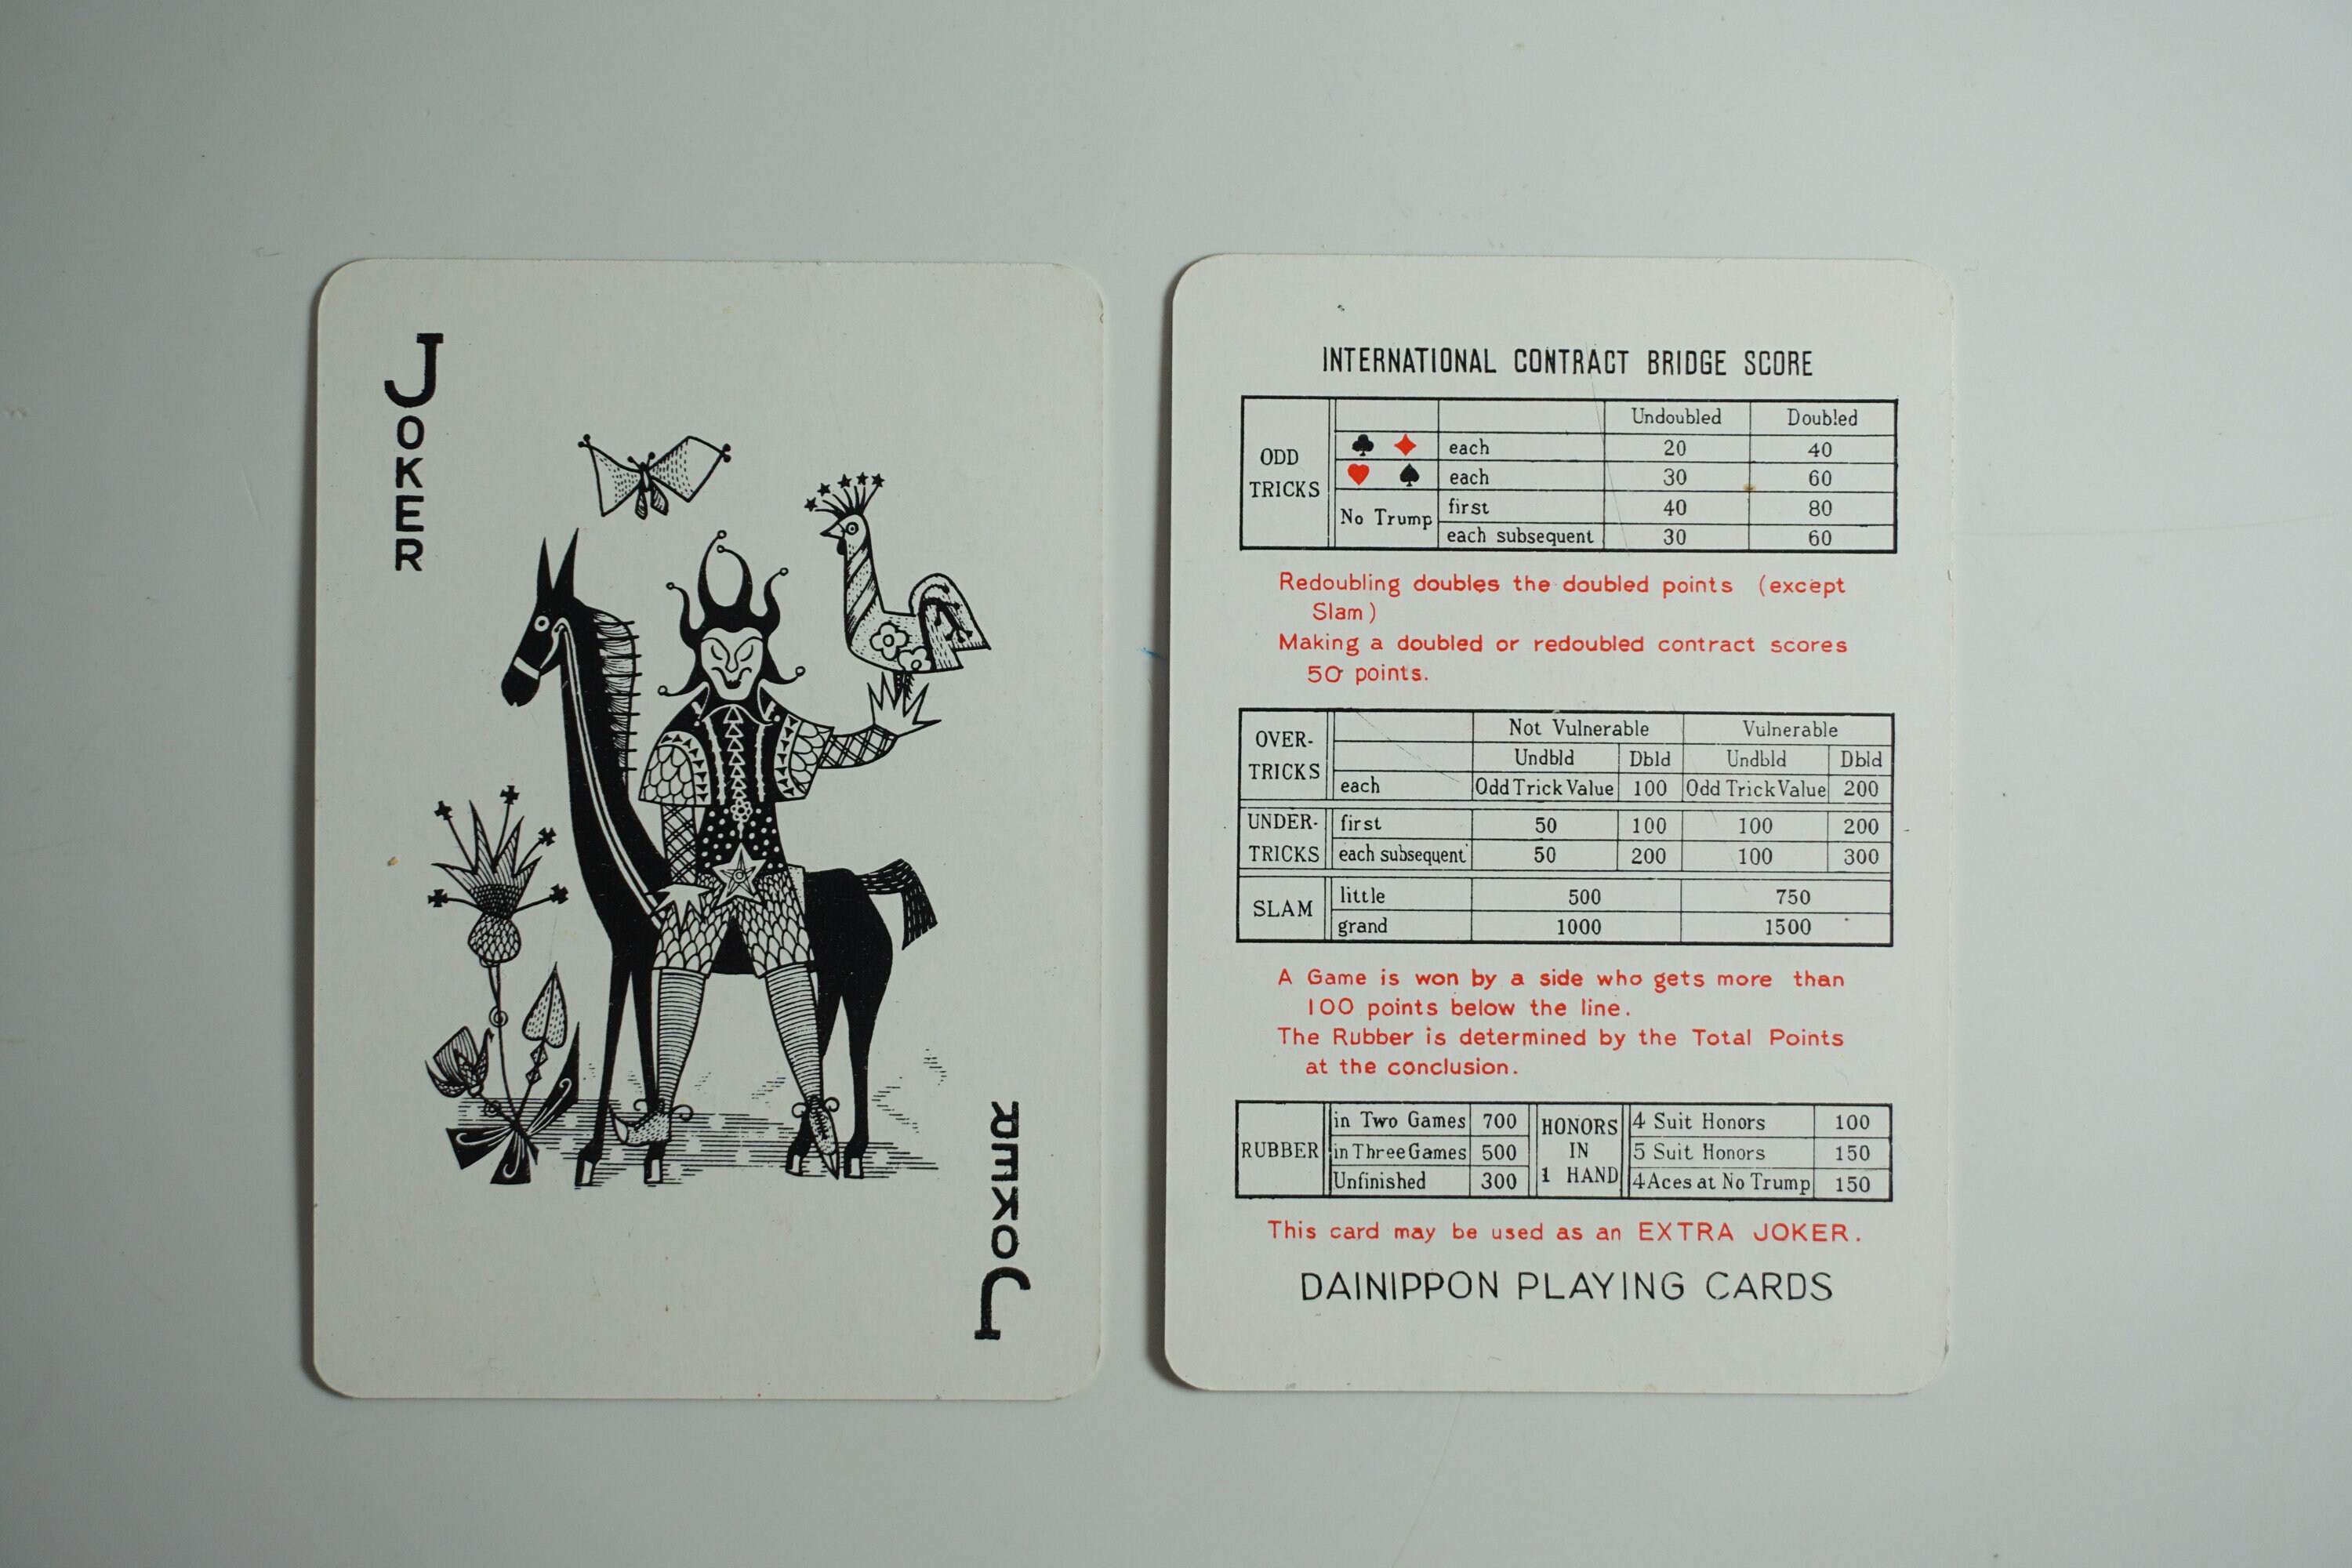 JOKER
JOKER
INTERNATIONAL CONTRACT BRIDGE SCORE
ODD TRICKS
Undoubled Doubled
♣ ♦ each 20 40
♥ ♠ each 30 60
No Trump first 40 80
each subsequent 30 60
Redoubling doubles the doubled points (except
Slam)
Making a doubled or redoubled contract scores
50 points.
OVER-TRICKS
Not Vulnerable Vulnerable
Undbld Dbld Undbld Dbld
each Odd Trick Value 100 Odd Trick Value 200
UNDER-TRICKS
first 50 100 100 200
each subsequent 50 200 100 300
SLAM
little 500 750
grand 1000 1500
A Game is won by a side who gets more than
100 points below the line.
The Rubber is determined by the Total Points
at the conclusion.
RUBBER
in Two Games 700
in Three Games 500
Unfinished 300
HONORS
IN
1 HAND
4 Suit Honors 100
5 Suit Honors 150
4 Aces at No Trump 150
This card may be used as an EXTRA JOKER.
DAINIPPON PLAYING CARDS